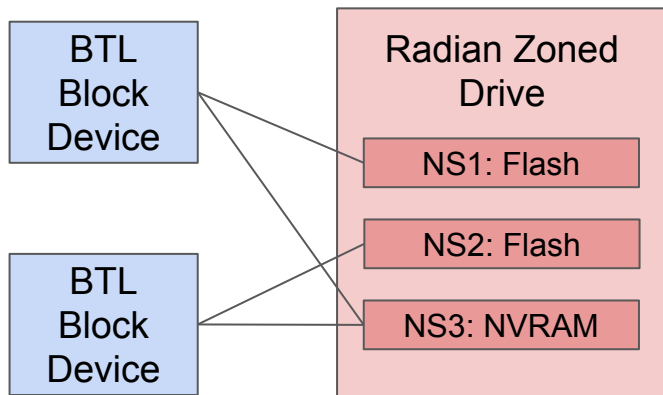 BTL
Block
Device
Radian Zoned
Drive
NS1: Flash
NS2: Flash
BTL
Block
Device
NS3: NVRAM